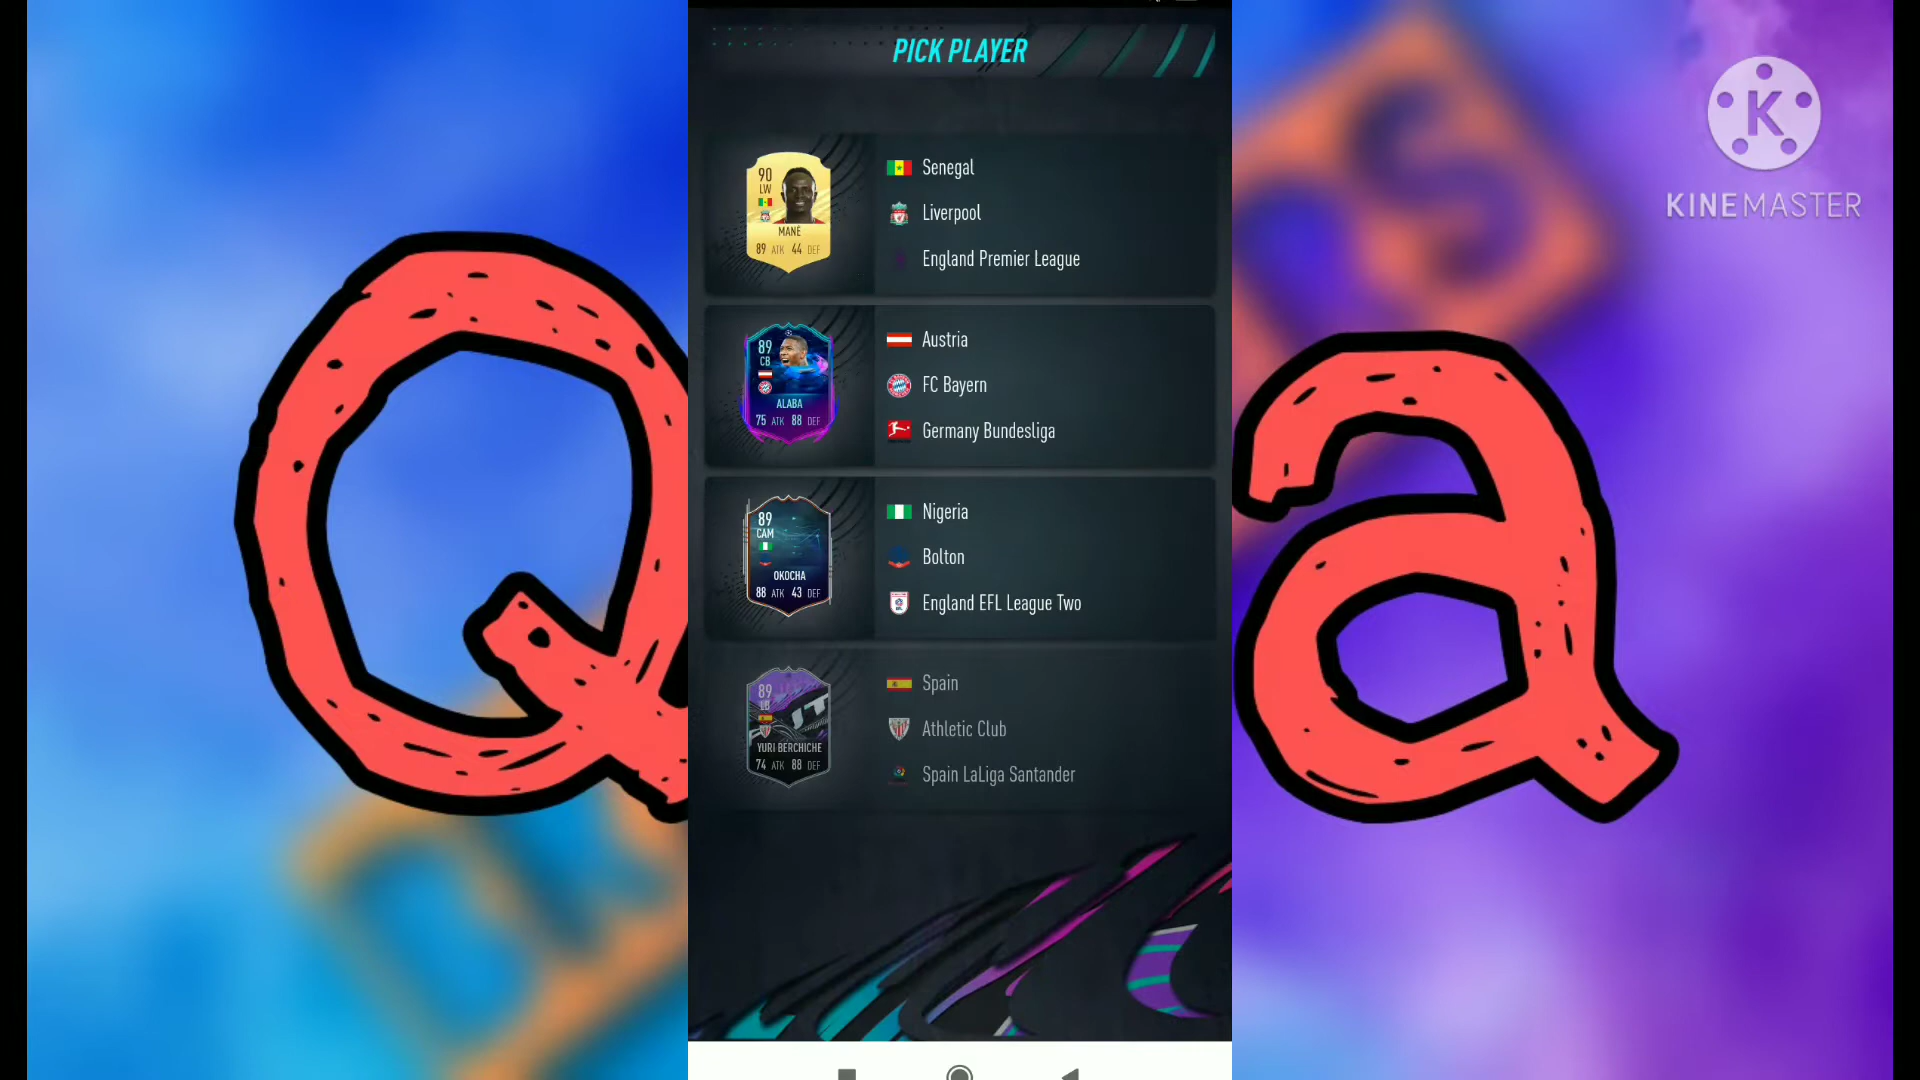 PICK PLAYER
90
LW
MANÉ
89 ATK 44 DEF
Senegal
Liverpool
England Premier League
89
CB
ALABA
75 ATK 88 DEF
Austria
FC Bayern
Germany Bundesliga
89
CAM
OKOCHA
88 ATK 43 DEF
Nigeria
Bolton
England EFL League Two
89
LB
YURI BERCHICHE
74 ATK 88 DEF
Spain
Athletic Club
Spain LaLiga Santander
Q
a
K
KINEMASTER